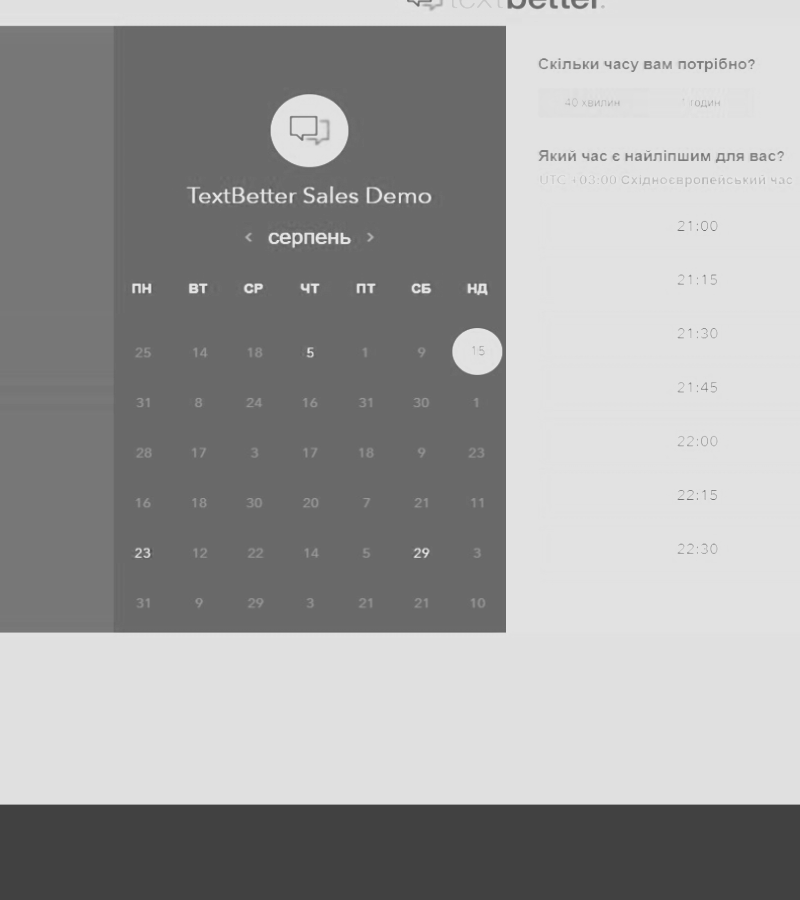 textbetter.
TextBetter Sales Demo
‹ серпень ›
ПН ВТ СР ЧТ ПТ СБ НД
25 14 18 5 1 9 15
31 8 24 16 31 30 1
28 17 3 17 18 9 23
16 18 30 20 7 21 11
23 12 22 14 5 29 3
31 9 29 3 21 21 10
Скільки часу вам потрібно?
40 хвилин 1 годин
Який час є найліпшим для вас?
UTC +03:00 Східноєвропейський час
21:00
21:15
21:30
21:45
22:00
22:15
22:30